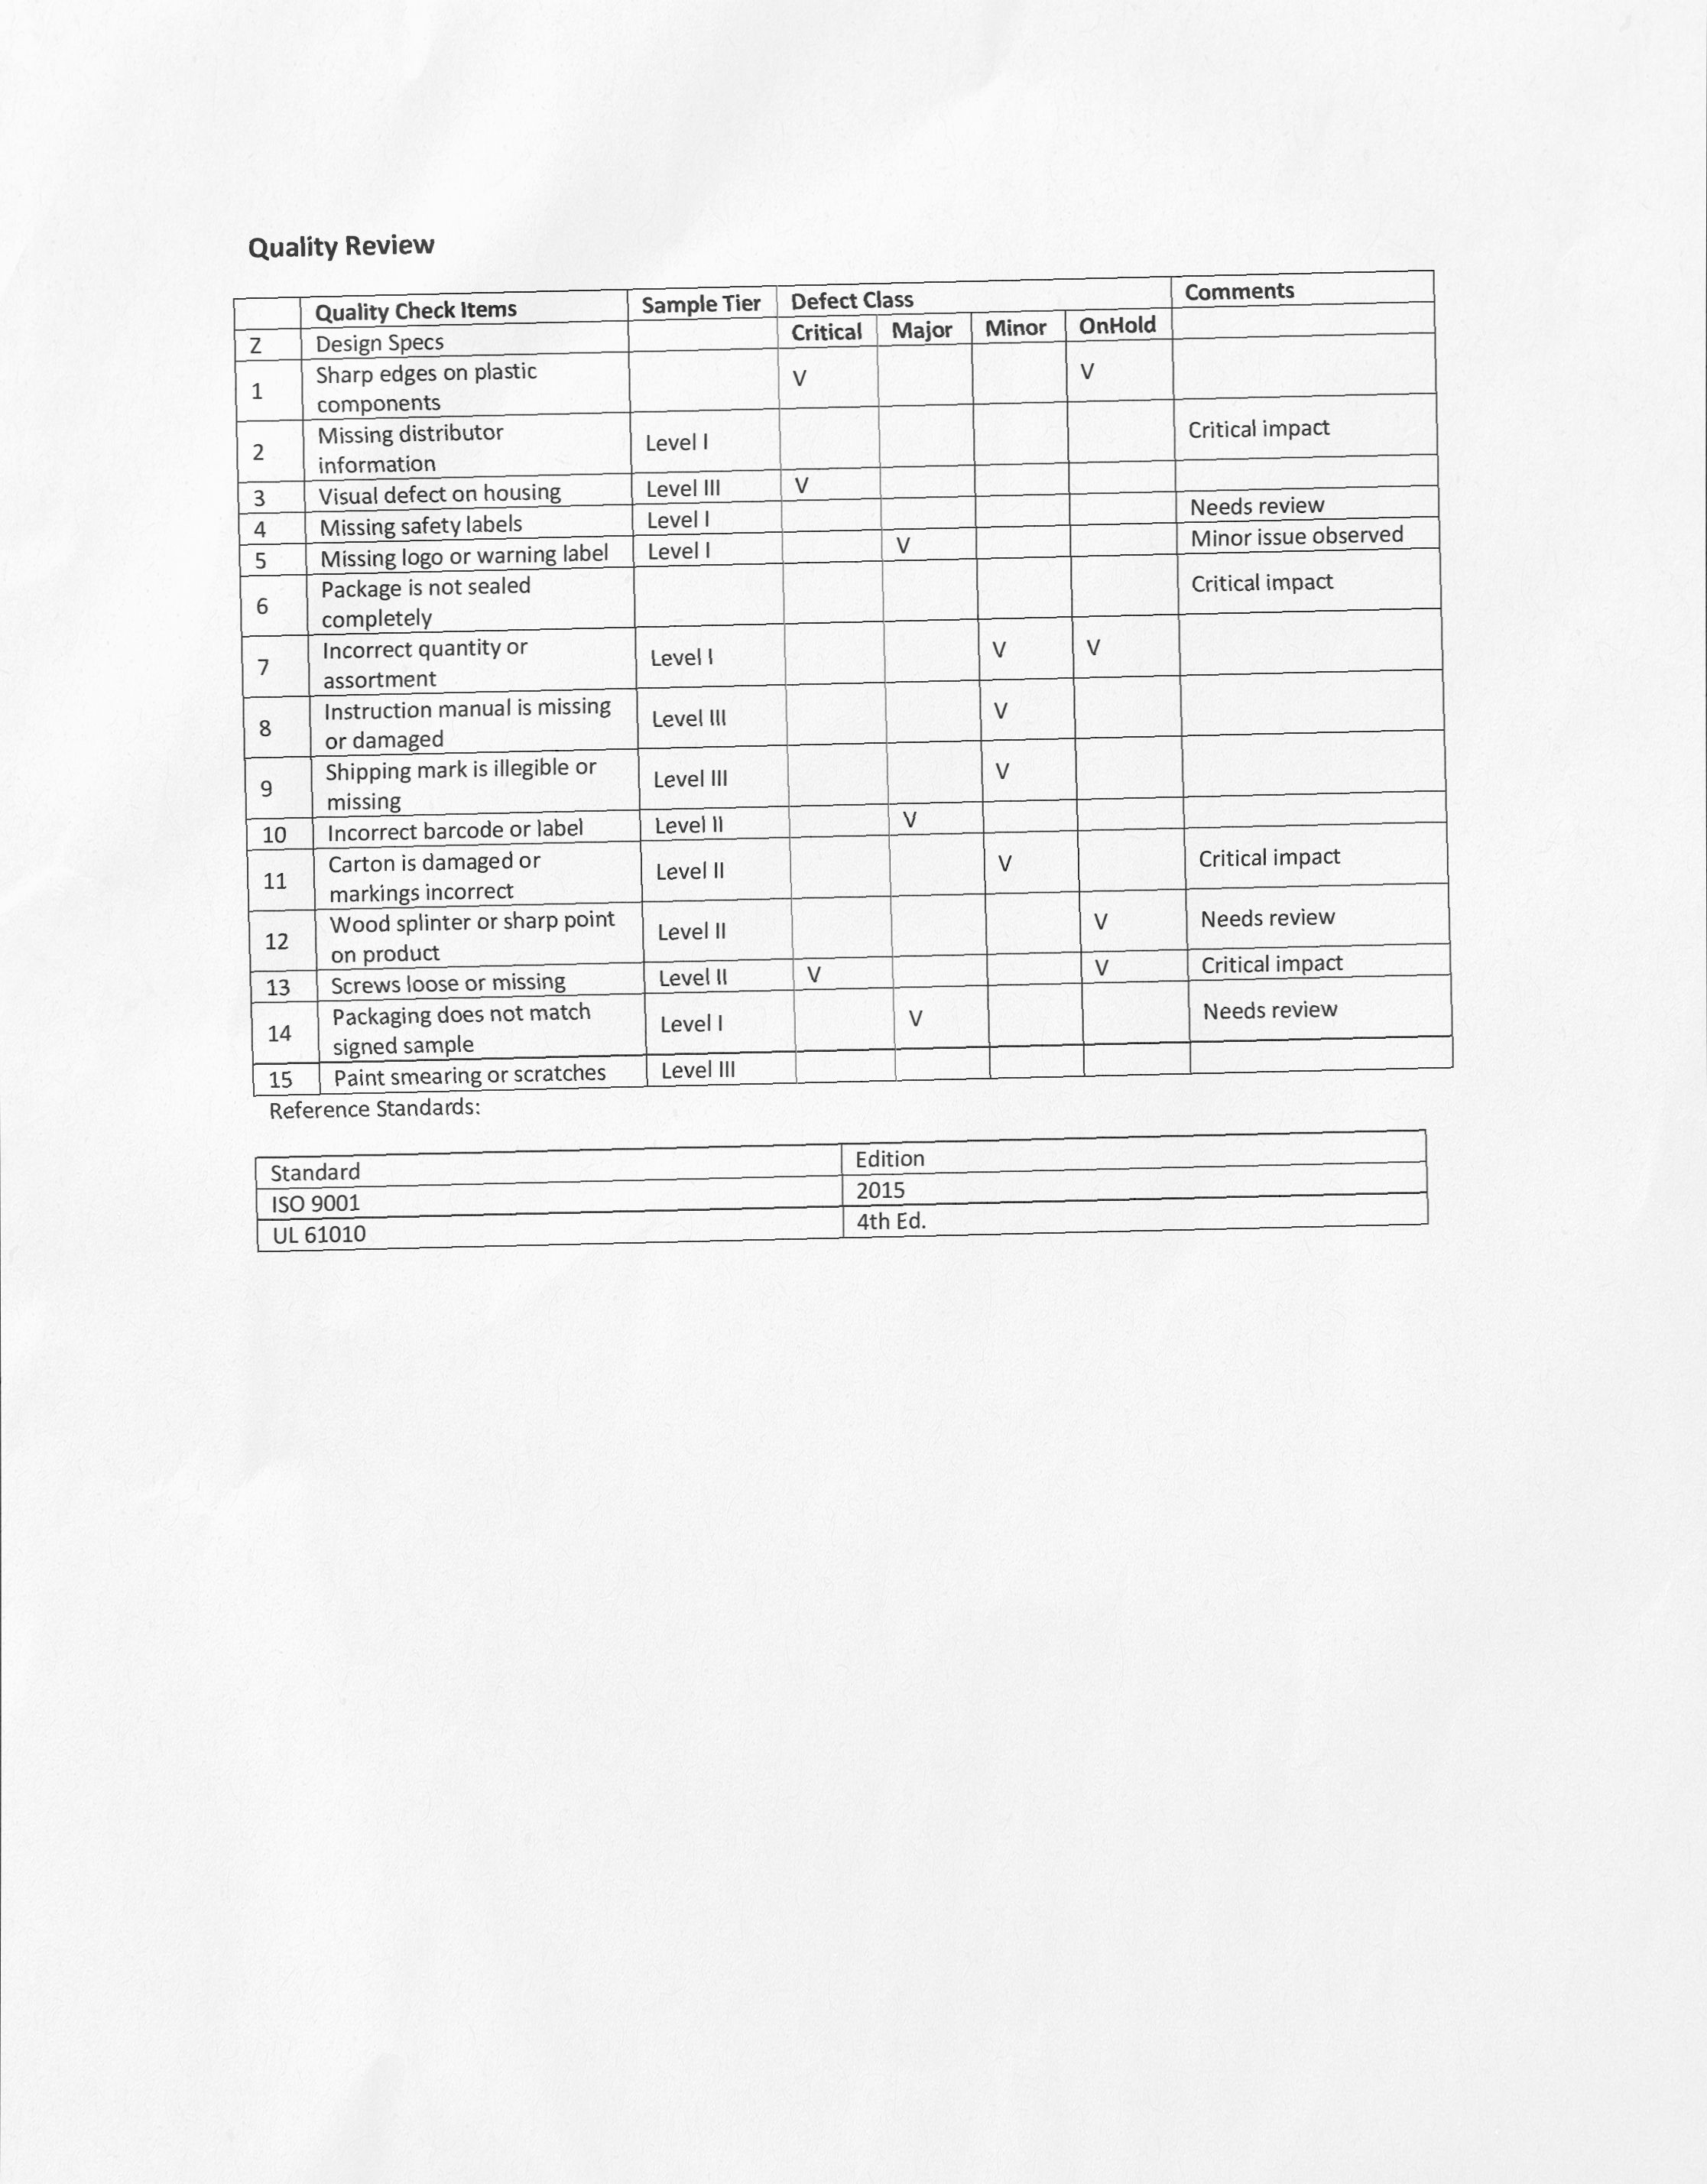 Quality Review
Quality Check Items Sample Tier Defect Class Comments
Z Design Specs Critical Major Minor OnHold
1 Sharp edges on plastic V V
components
2 Missing distributor Level I Critical impact
information
3 Visual defect on housing Level III V
4 Missing safety labels Level I Needs review
5 Missing logo or warning label Level I V Minor issue observed
6 Package is not sealed Critical impact
completely
7 Incorrect quantity or Level I V V
assortment
8 Instruction manual is missing Level III V
or damaged
9 Shipping mark is illegible or Level III V
missing
10 Incorrect barcode or label Level II V
11 Carton is damaged or Level II V Critical impact
markings incorrect
12 Wood splinter or sharp point Level II V Needs review
on product
13 Screws loose or missing Level II V V Critical impact
14 Packaging does not match Level I V Needs review
signed sample
15 Paint smearing or scratches Level III
Reference Standards:
Standard Edition
ISO 9001 2015
UL 61010 4th Ed.